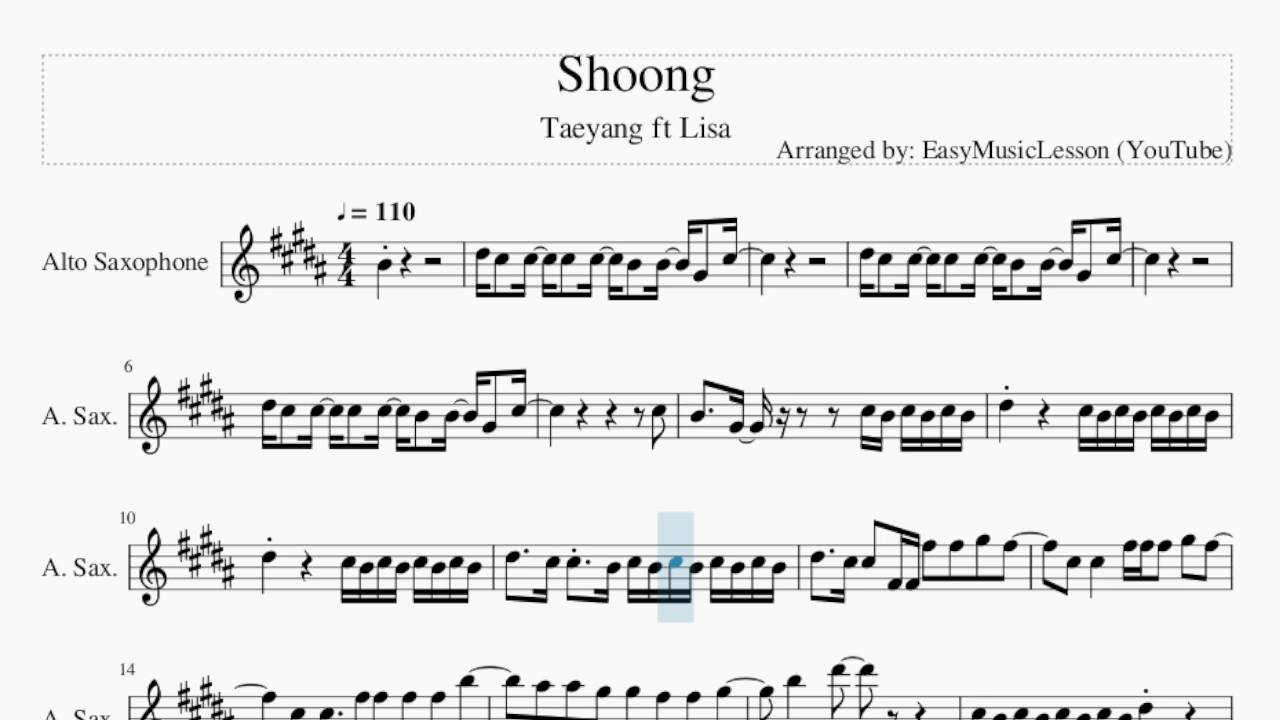 Shoong
Taeyang ft Lisa
Arranged by: EasyMusicLesson (YouTube)
♩ = 110
Alto Saxophone
4
4
6
A. Sax.
10
A. Sax.
14
A. Sax.